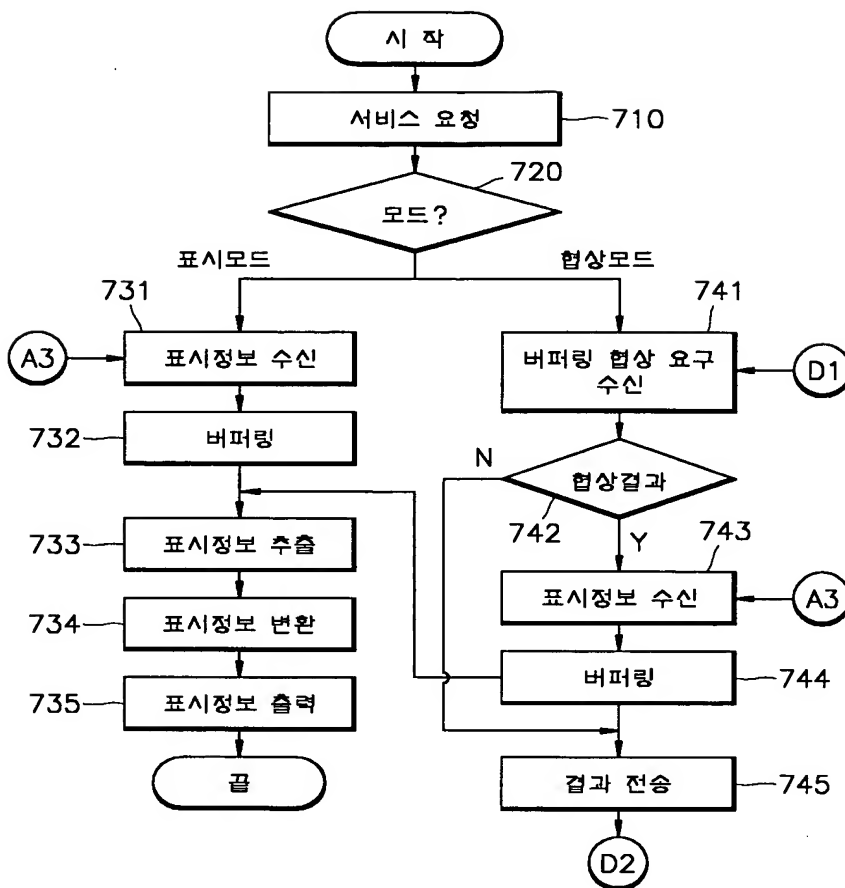 시 작
서비스 요청
710
720
모드?
표시모드
협상모드
731
741
A3
표시정보 수신
버퍼링 협상 요구
수신
D1
732
버퍼링
N
협상결과
742
Y
743
733
표시정보 추출
표시정보 수신
A3
734
표시정보 변환
버퍼링
744
735
표시정보 출력
끝
결과 전송
745
D2